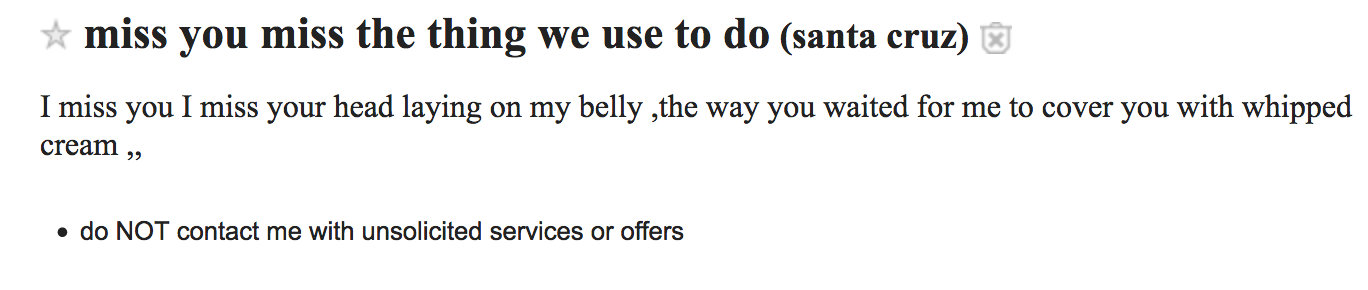 miss you miss the thing we use to do (santa cruz)
I miss you I miss your head laying on my belly ,the way you waited for me to cover you with whipped
cream ,,
• do NOT contact me with unsolicited services or offers